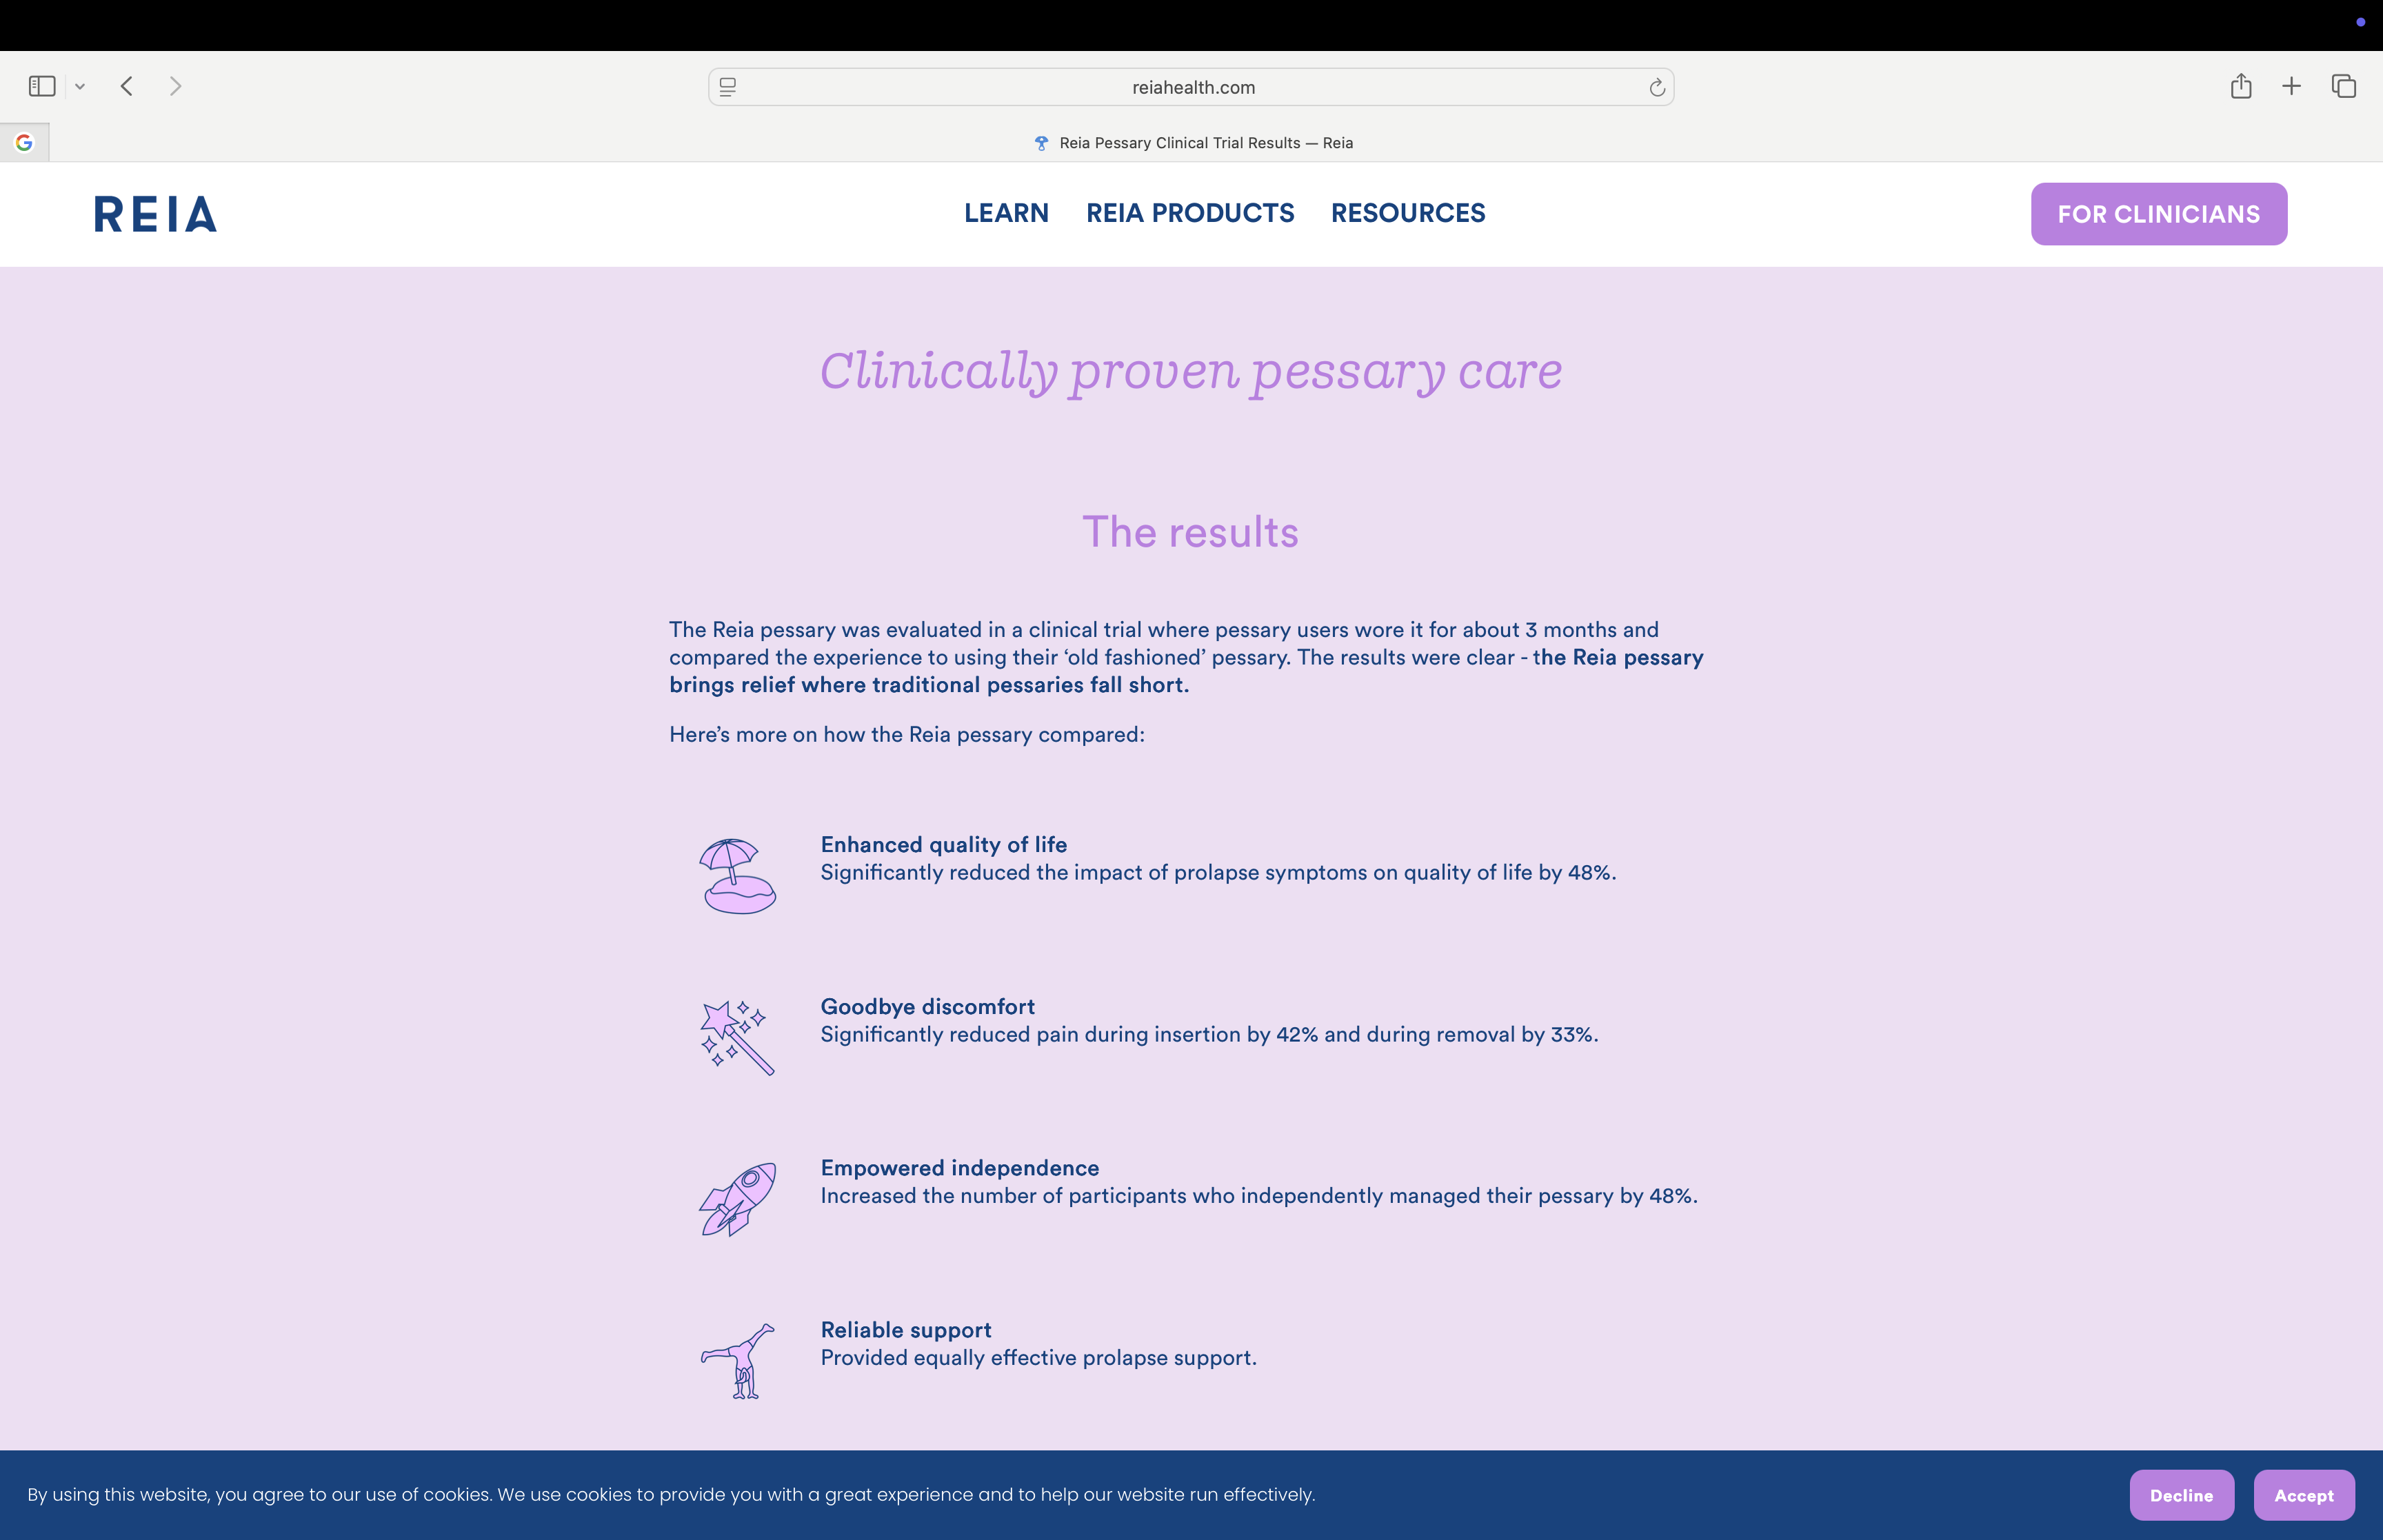 reiahealth.com
Reia Pessary Clinical Trial Results — Reia
REIA
LEARN
REIA PRODUCTS
RESOURCES
FOR CLINICIANS
Clinically proven pessary care
The results
The Reia pessary was evaluated in a clinical trial where pessary users wore it for about 3 months and
compared the experience to using their ‘old fashioned’ pessary. The results were clear - the Reia pessary
brings relief where traditional pessaries fall short.
Here’s more on how the Reia pessary compared:
Enhanced quality of life
Significantly reduced the impact of prolapse symptoms on quality of life by 48%.
Goodbye discomfort
Significantly reduced pain during insertion by 42% and during removal by 33%.
Empowered independence
Increased the number of participants who independently managed their pessary by 48%.
Reliable support
Provided equally effective prolapse support.
By using this website, you agree to our use of cookies. We use cookies to provide you with a great experience and to help our website run effectively.
Decline
Accept